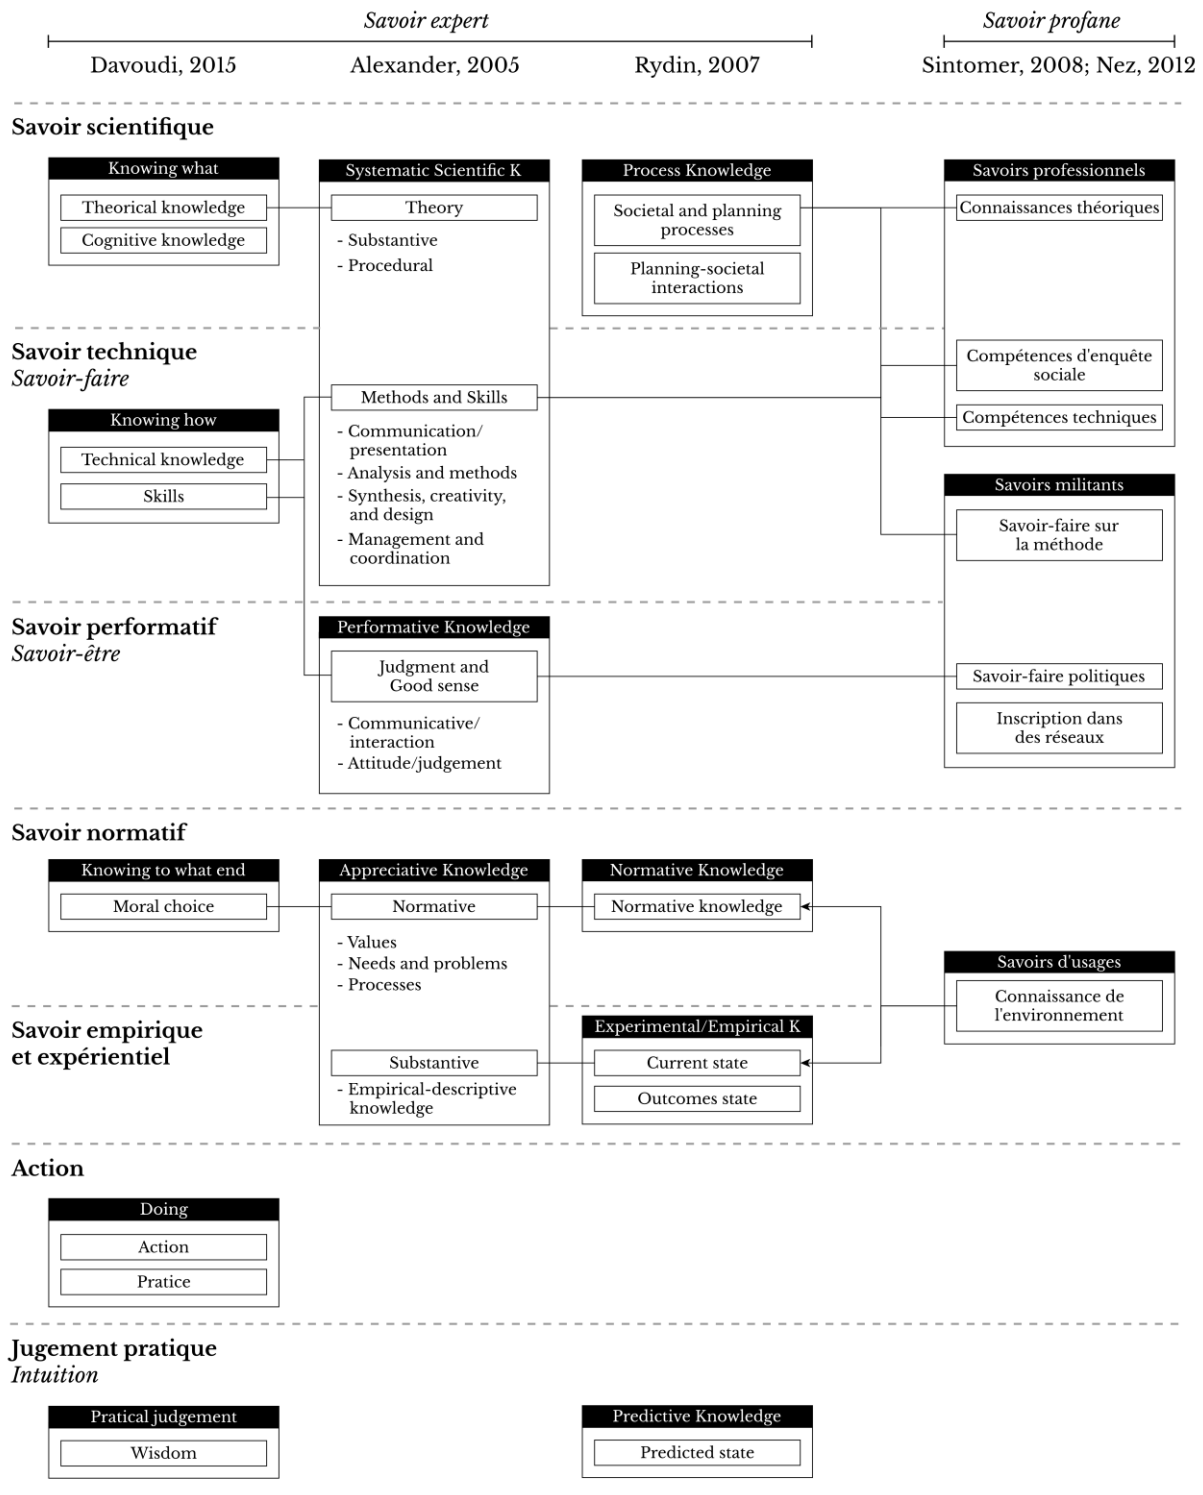 Savoir expert
Savoir profane
Davoudi, 2015
Alexander, 2005
Rydin, 2007
Sintomer, 2008; Nez, 2012
Savoir scientifique
Knowing what
Theorical knowledge
Cognitive knowledge
Systematic Scientific K
Theory
- Substantive
- Procedural
Process Knowledge
Societal and planning
processes
Planning-societal
interactions
Savoirs professionnels
Connaissances théoriques
Compétences d'enquête
sociale
Compétences techniques
Savoir technique
Savoir-faire
Knowing how
Technical knowledge
Skills
Methods and Skills
- Communication/
presentation
- Analysis and methods
- Synthesis, creativity,
and design
- Management and
coordination
Savoirs militants
Savoir-faire sur
la méthode
Savoir-faire politiques
Inscription dans
des réseaux
Savoir performatif
Savoir-être
Performative Knowledge
Judgment and
Good sense
- Communicative/
interaction
- Attitude/judgement
Savoir normatif
Knowing to what end
Moral choice
Appreciative Knowledge
Normative
- Values
- Needs and problems
- Processes
Normative Knowledge
Normative knowledge
Savoirs d'usages
Connaissance de
l'environnement
Savoir empirique
et expérientiel
Substantive
- Empirical-descriptive
knowledge
Experimental/Empirical K
Current state
Outcomes state
Action
Doing
Action
Pratice
Jugement pratique
Intuition
Pratical judgement
Wisdom
Predictive Knowledge
Predicted state